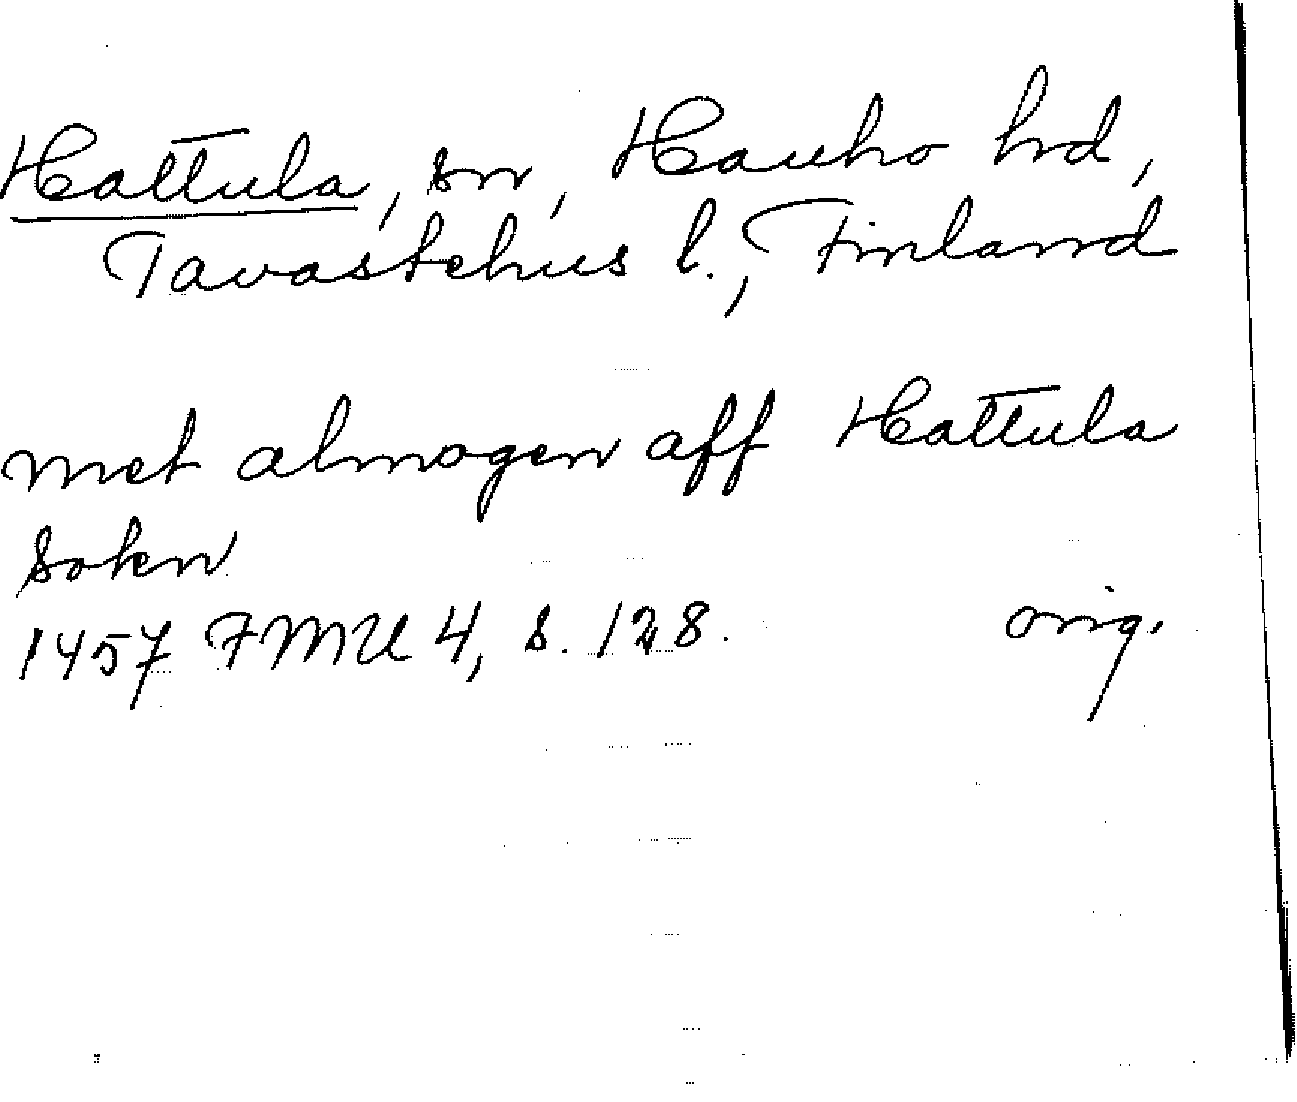 Hattula, sn, Hauho hd,
Tavastehus l., Finland
met almogen aff Hattula
sokn
1457 FMU 4, s. 128. orig.